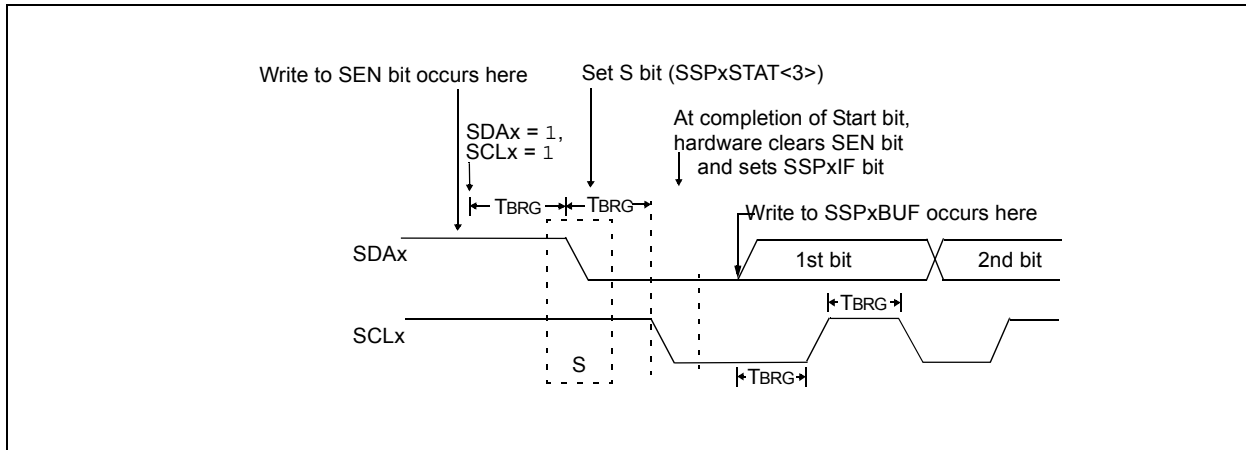 Write to SEN bit occurs here
Set S bit (SSPxSTAT<3>)
SDAx = 1,
SCLx = 1
At completion of Start bit,
hardware clears SEN bit
and sets SSPxIF bit
TBRG
TBRG
Write to SSPxBUF occurs here
SDAx
1st bit
2nd bit
TBRG
SCLx
S
TBRG